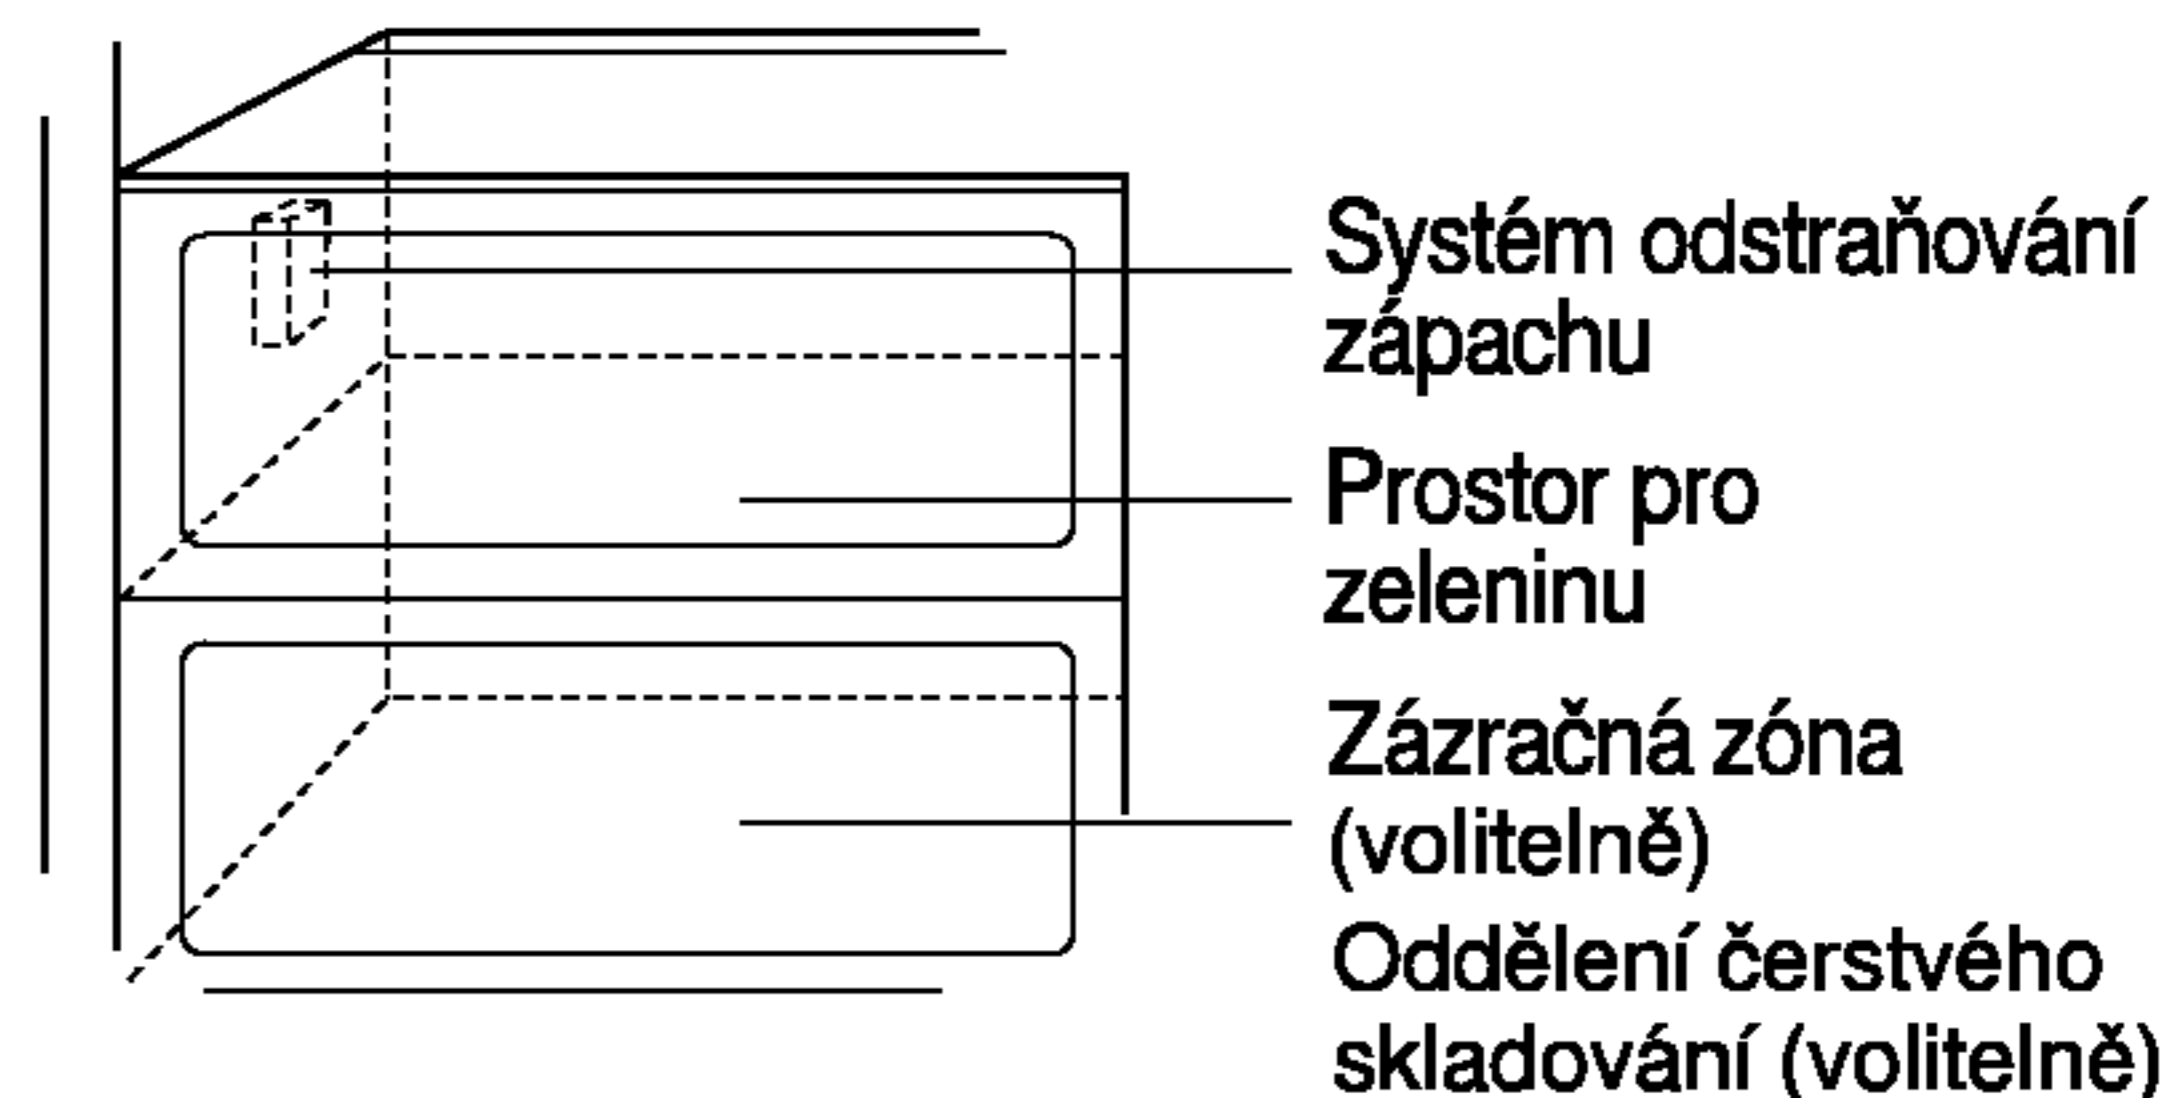 Systém odstraňování
zápachu
Prostor pro
zeleninu
Zázračná zóna
(volitelně)
Oddělení čerstvého
skladování (volitelně)